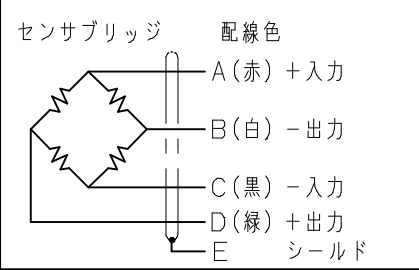 センサブリッジ 配線色
A(赤) +入力
B(白) -出力
C(黒) -入力
D(緑) +出力
E シールド